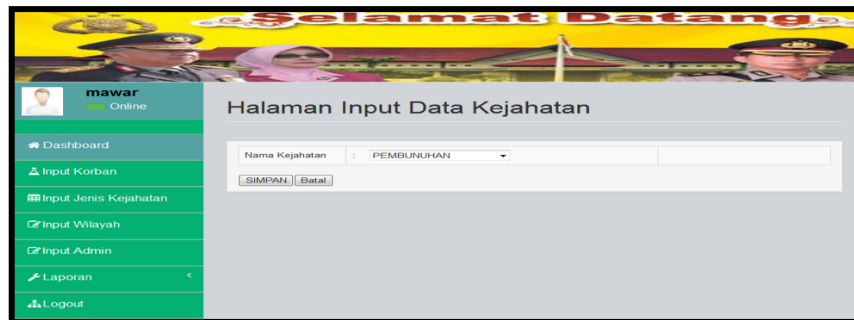 Selamat Datang
mawar
Online
Halaman Input Data Kejahatan
Dashboard
Nama Kejahatan : PEMBUNUHAN
Input Korban
SIMPAN Batal
Input Jenis Kejahatan
Input Wilayah
Input Admin
Laporan <
Logout